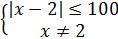 {|x − 2| ≤ 100
x ≠ 2